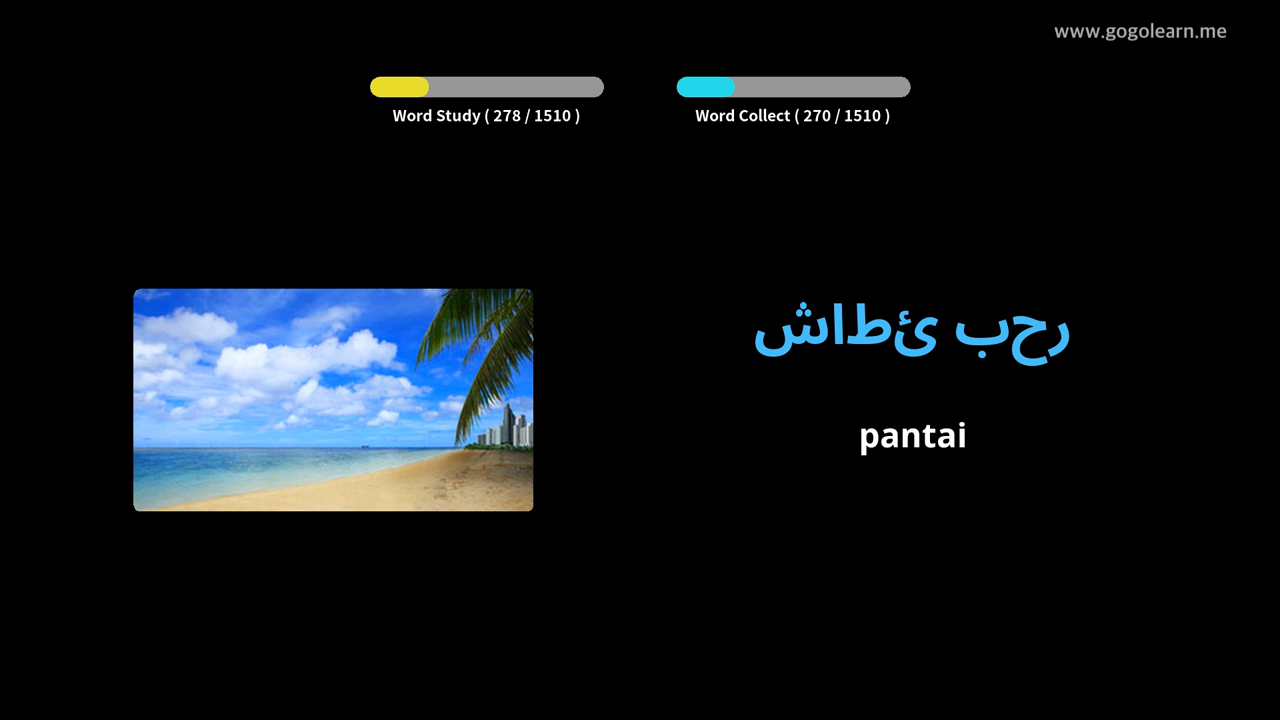 www.gogolearn.me
Word Study ( 278 / 1510 )
Word Collect ( 270 / 1510 )
رحب ئطاش
pantai